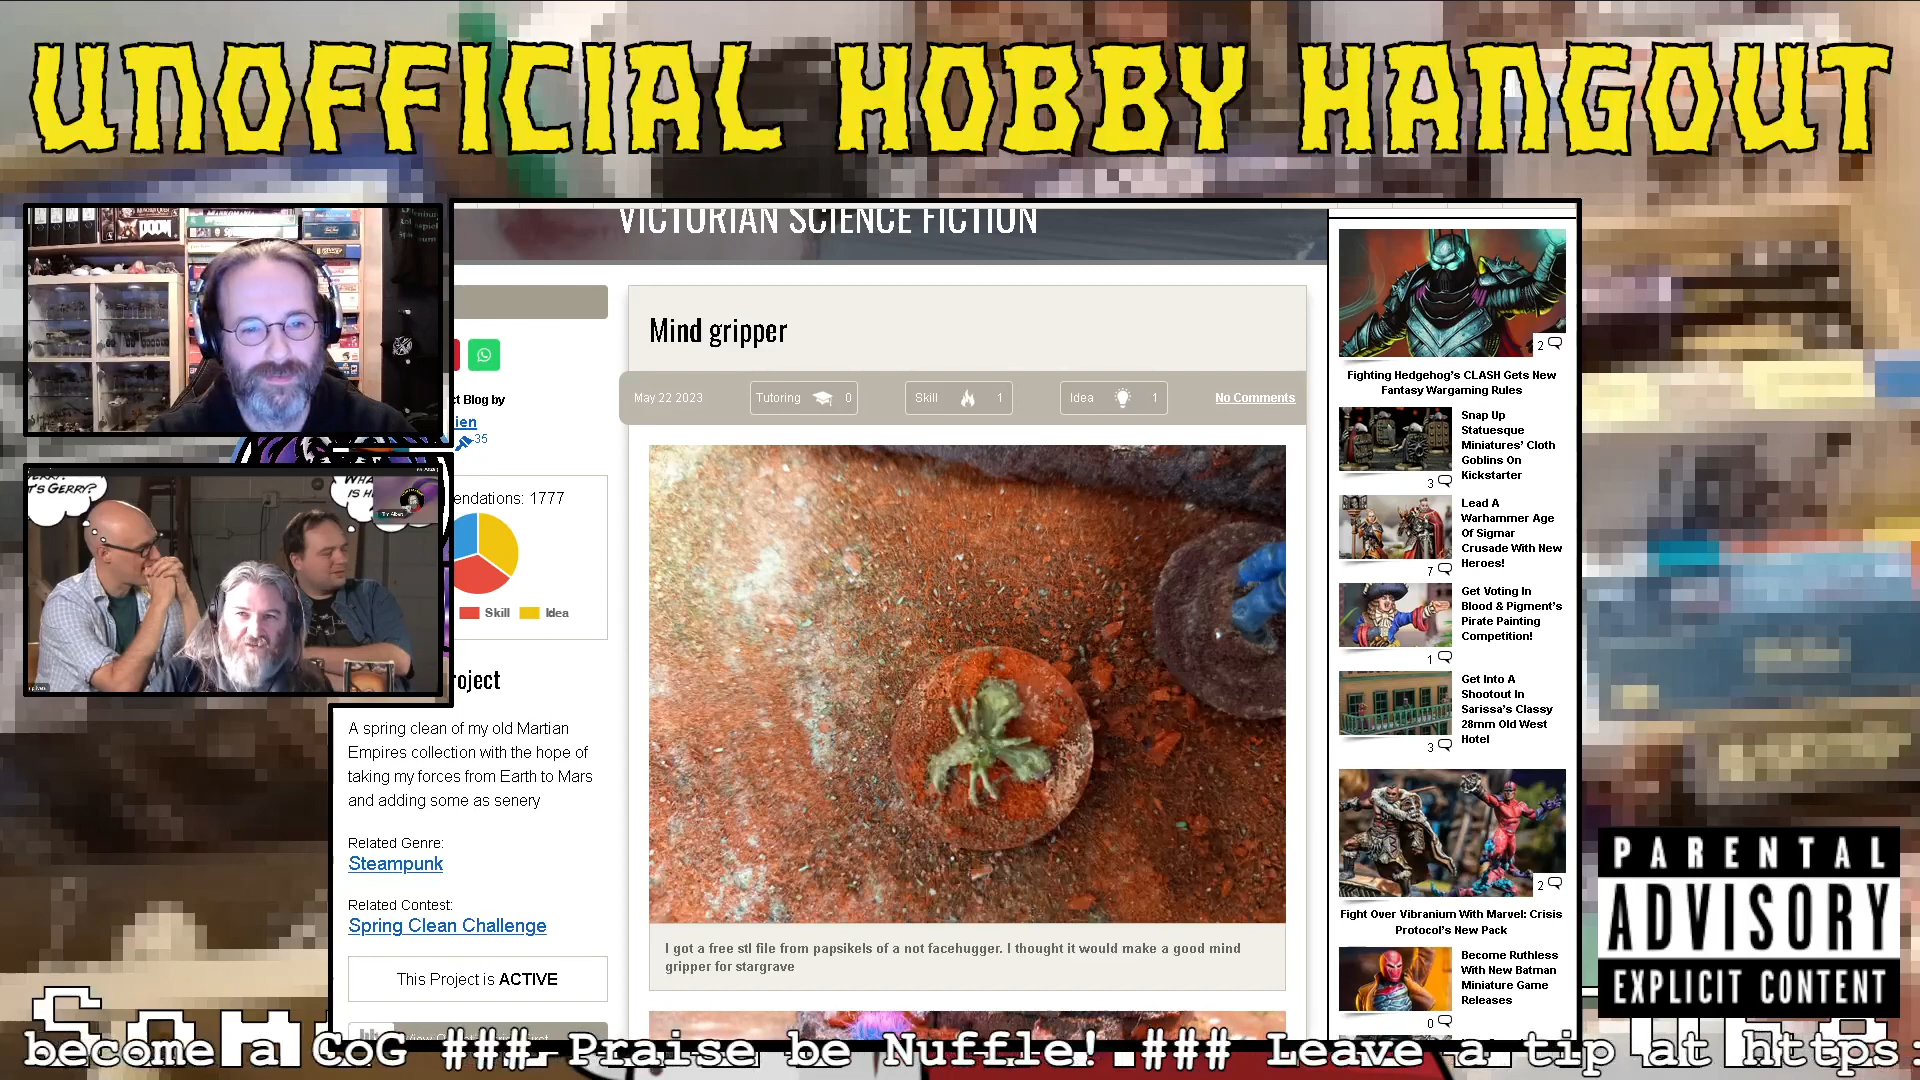 UNOFFICIAL HOBBY HANGOUT
VICTORIAN SCIENCE FICTION
Mind gripper
May 22 2023
Tutoring 0
Skill 1
Idea 1
No Comments
ct Blog by
ien
35
endations: 1777
Skill
Idea
roject
A spring clean of my old Martian
Empires collection with the hope of
taking my forces from Earth to Mars
and adding some as senery
Related Genre:
Steampunk
Related Contest:
Spring Clean Challenge
This Project is ACTIVE
I got a free stl file from papsikels of a not facehugger. I thought it would make a good mind
gripper for stargrave
2
Fighting Hedgehog's CLASH Gets New
Fantasy Wargaming Rules
Snap Up
Statuesque
Miniatures' Cloth
Goblins On
Kickstarter
3
Lead A
Warhammer Age
Of Sigmar
Crusade With New
Heroes!
7
Get Voting In
Blood & Pigment's
Pirate Painting
Competition!
1
Get Into A
Shootout In
Sarissa's Classy
28mm Old West
Hotel
3
2
Fight Over Vibranium With Marvel: Crisis
Protocol's New Pack
Become Ruthless
With New Batman
Miniature Game
Releases
0
DOOM
T'S GERRY?
WHA
IS H
PARENTAL
ADVISORY
EXPLICIT CONTENT
become a CoG ### Praise be Nuffle! ### Leave a tip at https: